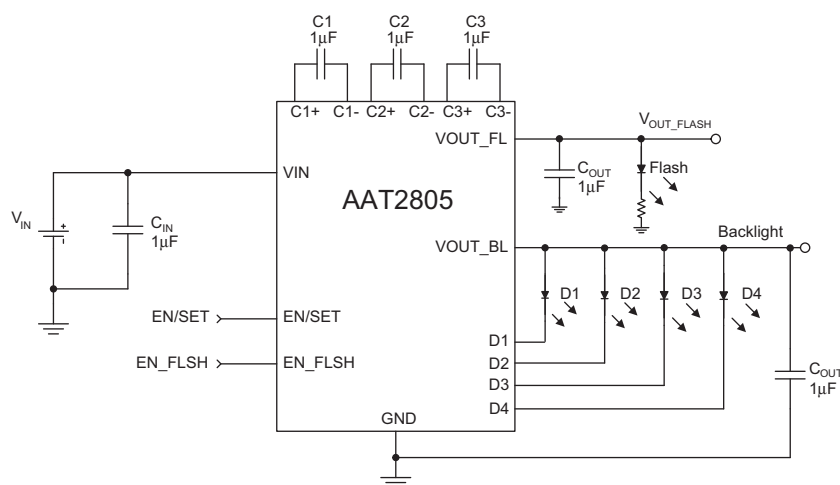 C1 C2 C3
1µF 1µF 1µF
C1+ C1- C2+ C2- C3+ C3-
VOUT_FL
VOUT_FLASH
VIN
COUT
1µF
Flash
AAT2805
VIN
+
-
CIN
1µF
VOUT_BL
Backlight
D1 D2 D3 D4
EN/SET EN/SET
D1
EN_FLSH EN_FLSH
D2
D3
D4
COUT
1µF
GND